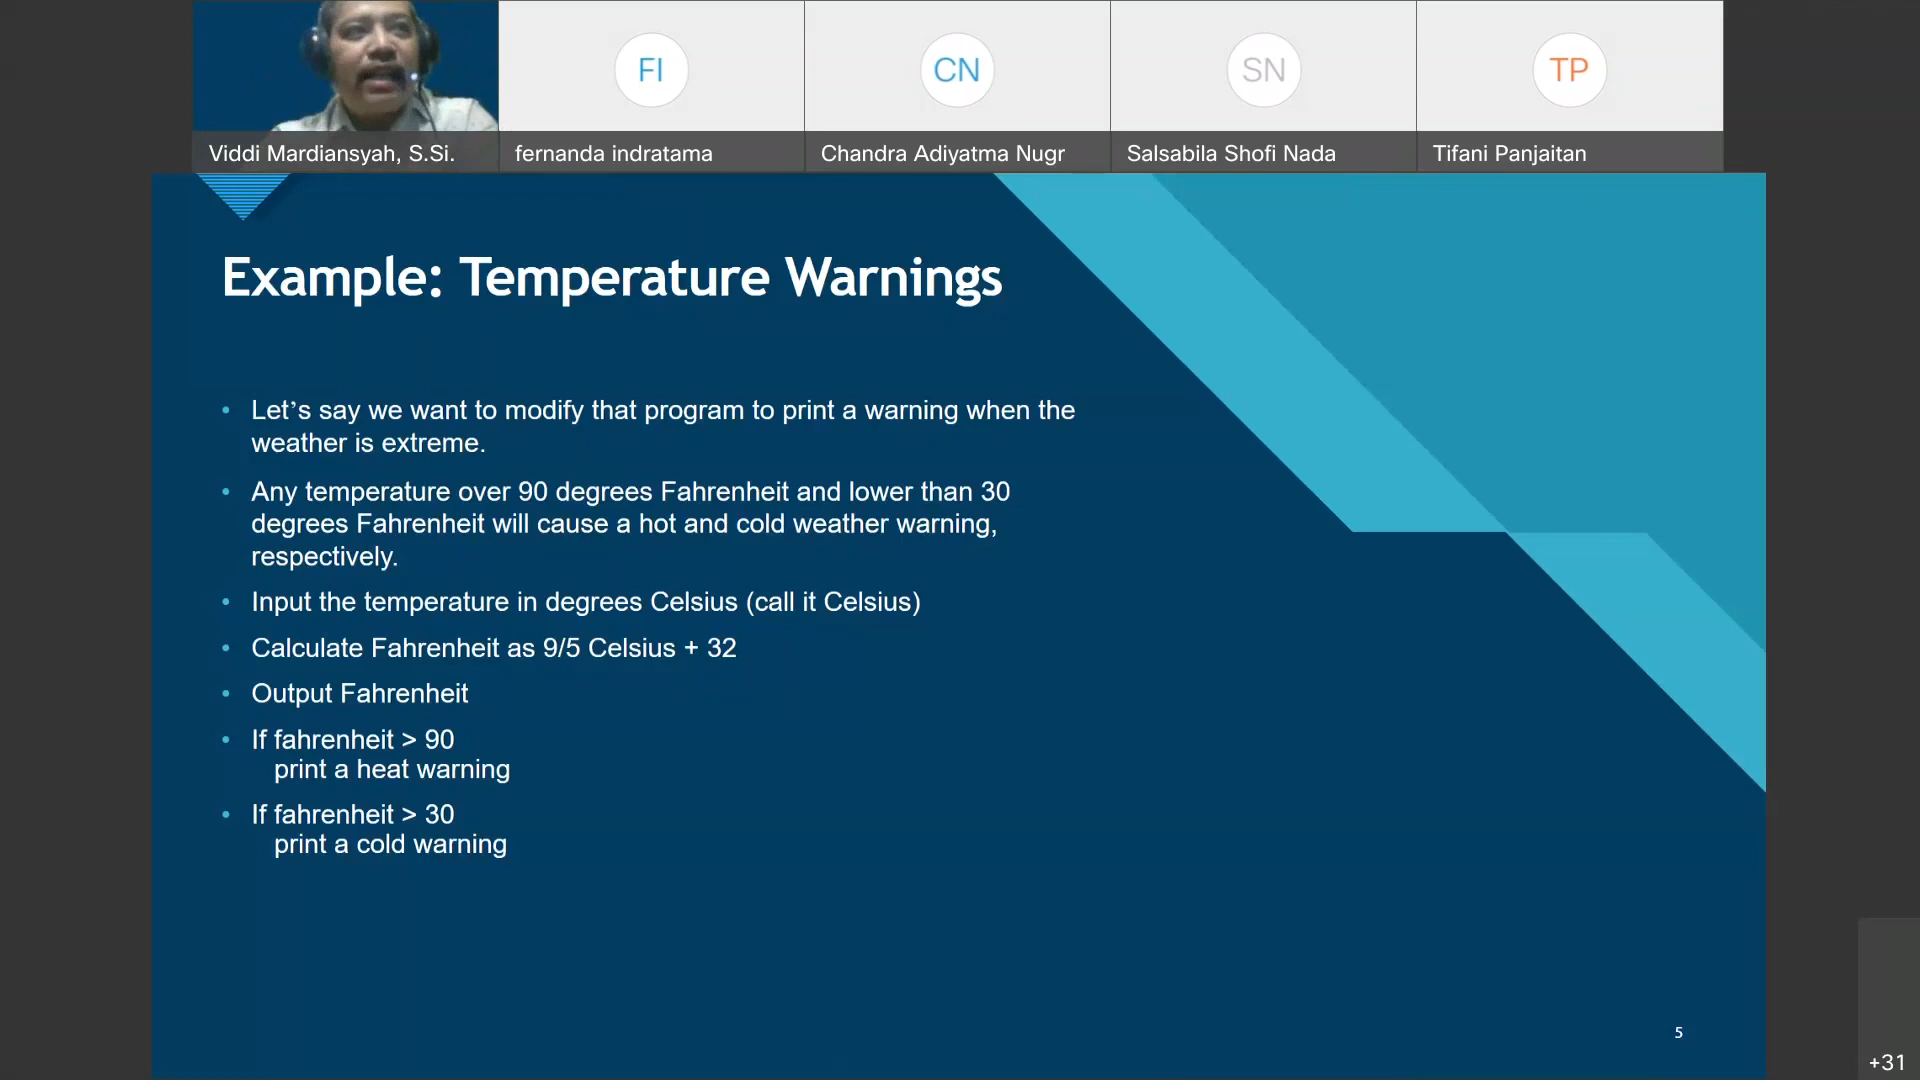 FI
CN
SN
TP
Viddi Mardiansyah, S.Si.
fernanda indratama
Chandra Adiyatma Nugr
Salsabila Shofi Nada
Tifani Panjaitan
Example: Temperature Warnings
• Let’s say we want to modify that program to print a warning when the
weather is extreme.
• Any temperature over 90 degrees Fahrenheit and lower than 30
degrees Fahrenheit will cause a hot and cold weather warning,
respectively.
• Input the temperature in degrees Celsius (call it Celsius)
• Calculate Fahrenheit as 9/5 Celsius + 32
• Output Fahrenheit
• If fahrenheit > 90
print a heat warning
• If fahrenheit > 30
print a cold warning
5
+31